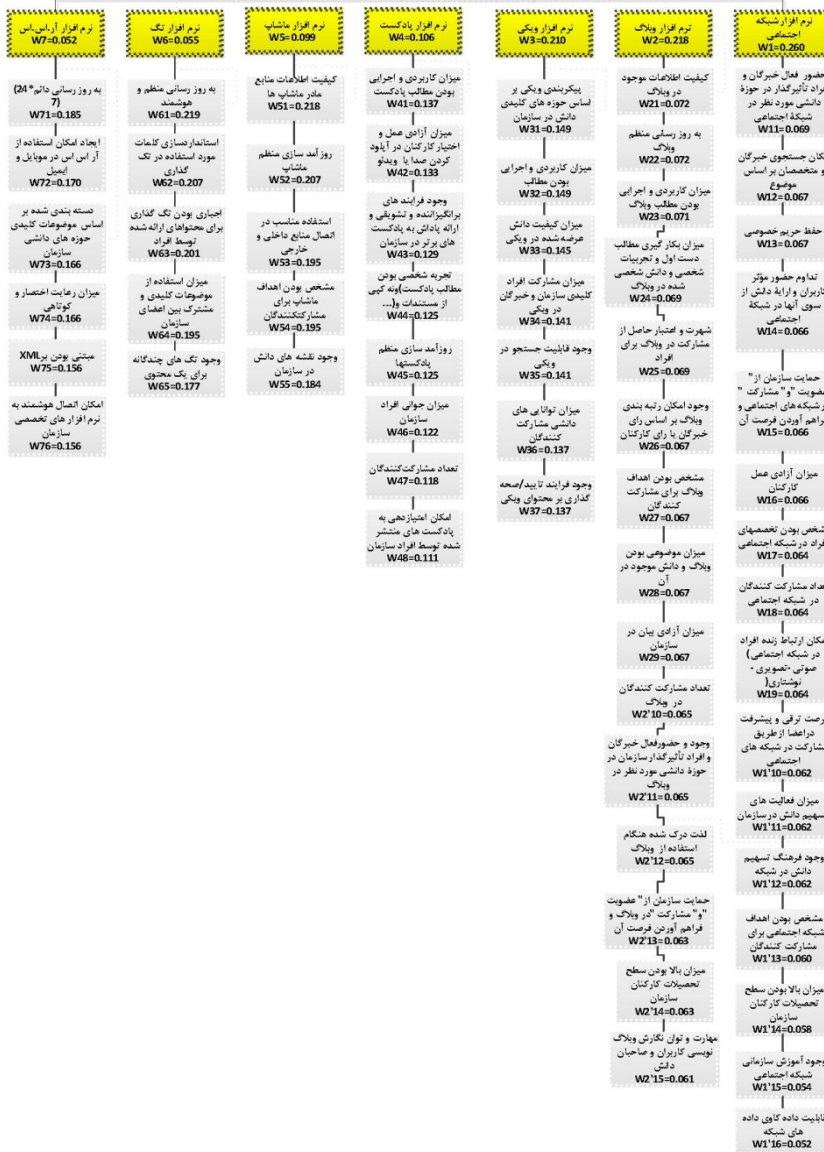 نرم افزار شبکه
اجتماعی
W1=0.260
حضور فعال خبرگان و
افراد تأثیرگذار در حوزة
دانشی مورد نظر در
شبکة اجتماعی
W11=0.069
امکان جستجوی خبرگان
و متخصصان بر اساس
موضوع
W12=0.067
حفظ حریم خصوصی
W13=0.067
تداوم حضور مؤثر
کاربران و ارایة دانش از
سوی آنها در شبکة
اجتماعی
W14=0.066
حمایت سازمان از"
عضویت "و" مشارکت "
در شبکه های اجتماعی و
فراهم آوردن فرصت آن
W15=0.066
میزان آزادی عمل
کارکنان
W16=0.066
مشخص بودن تخصصهای
افراد در شبکه اجتماعی
W17=0.064
تعداد مشارکت کنندگان
در شبکه اجتماعی
W18=0.064
امکان ارتباط زنده افراد
در شبکه اجتماعی)
صوتی -تصویری -
نوشتاری(
W19=0.064
فرصت ترقی و پیشرفت
دراعضا ازطریق
مشارکت در شبکه های
اجتماعی
W1'10=0.062
میزان فعالیت های
تسهیم دانش درسازمان
W1'11=0.062
وجود فرهنگ تسهیم
دانش در شبکه
W1'12=0.062
مشخص بودن اهداف
شبکه اجتماعی برای
مشارکت کنندگان
W1'13=0.060
میزان بالا بودن سطح
تحصیلات کارکنان
سازمان
W1'14=0.058
وجود آموزش سازمانی
شبکه اجتماعی
W1'15=0.054
قابلیت داده کاوی داده
های شبکه
W1'16=0.052
نرم افزار وبلاگ
W2=0.218
کیفیت اطلاعات موجود
در وبلاگ
W21=0.072
به روز رسانی منظم
وبلاگ
W22=0.072
میزان کاربردی و اجرایی
بودن مطالب وبلاگ
W23=0.071
میزان بکار گیری مطالب
دست اول و تجربیات
شخصی و دانش شخصی
شده در وبلاگ
W24=0.069
شهرت و اعتبار حاصل از
مشارکت در وبلاگ برای
افراد
W25=0.069
وجود امکان رتبه بندی
وبلاگ بر اساس رای
خبرگان یا رای کارکنان
W26=0.067
مشخص بودن اهداف
وبلاگ برای مشارکت
کنندگان
W27=0.067
میزان موضوعی بودن
وبلاگ و دانش موجود در
آن
W28=0.067
میزان آزادی بیان در
سازمان
W29=0.067
تعداد مشارکت کنندگان
در وبلاگ
W2'10=0.065
وجود و حضورفعال خبرگان
و افراد تأثیرگذار سازمان در
حوزة دانشی مورد نظر در
وبلاگ
W2'11=0.065
لذت درک شده هنگام
استفاده از وبلاگ
W2'12=0.065
حمایت سازمان از" عضویت
"و" مشارکت "در وبلاگ و
فراهم آوردن فرصت آن
W2'13=0.063
میزان بالا بودن سطح
تحصیلات کارکنان
سازمان
W2'14=0.063
مهارت و توان نگارش وبلاگ
نویسی کاربران و صاحبان
دانش
W2'15=0.061
نرم افزار ویکی
W3=0.210
پیکربندی ویکی بر
اساس حوزه های کلیدی
دانش در سازمان
W31=0.149
میزان کاربردی و اجرایی
بودن مطالب
W32=0.149
میزان کیفیت دانش
عرضه شده در ویکی
W33=0.145
میزان مشارکت افراد
کلیدی سازمان و خبرگان
در ویکی
W34=0.141
وجود قابلیت جستجو در
ویکی
W35=0.141
میزان توانایی های
دانشی مشارکت
کنندگان
W36=0.137
وجود فرایند تایید/صحه
گذاری بر محتوای ویکی
W37=0.137
نرم افزار پادکست
W4=0.106
میزان کاربردی و اجرایی
بودن مطالب پادکست
W41=0.137
میزان آزادی عمل و
اختیار کارکنان در آپلود
کردن صدا یا ویدئو
W42=0.133
وجود فرایند های
برانگیزاننده و تشویقی و
ارائه پاداش به پادکست
های برتر در سازمان
W43=0.129
تجربه شخصی بودن
مطالب پادکست)ونه کپی
از مستندات و(...
W44=0.125
روزآمد سازی منظم
پادکستها
W45=0.125
میزان جوانی افراد
سازمان
W46=0.122
تعداد مشارکت‌کنندگان
W47=0.118
امکان امتیازدهی به
پادکست های منتشر
شده توسط افراد سازمان
W48=0.111
نرم افزار ماشاپ
W5=0.099
کیفیت اطلاعات منابع
مادر ماشاپ ها
W51=0.218
روزآمد سازی منظم
ماشاپ
W52=0.207
استفاده مناسب در
اتصال منابع داخلی و
خارجی
W53=0.195
مشخص بودن اهداف
ماشاپ برای
مشارکتکنندگان
W54=0.195
وجود نقشه های دانش
در سازمان
W55=0.184
نرم افزار تگ
W6=0.055
به روز رسانی منظم و
هوشمند
W61=0.219
استانداردسازی کلمات
مورد استفاده در تگ
گذاری
W62=0.207
اجباری بودن تگ گذاری
برای محتواهای ارائه شده
توسط افراد
W63=0.201
میزان استفاده از
موضوعات کلیدی و
مشترک بین اعضای
سازمان
W64=0.195
وجود تگ های چندگانه
برای یک محتوی
W65=0.177
نرم افزار آر.اس.اس
W7=0.052
به روز رسانی دائم* 24)
(7
W71=0.185
ایجاد امکان استفاده از
آر اس اس در موبایل و
ایمیل
W72=0.170
دسته بندی شده بر
اساس موضوعات کلیدی
حوزه های دانشی
سازمان
W73=0.166
میزان رعایت اختصار و
کوتاهی
W74=0.166
مبتنی بودن برXML
W75=0.156
امکان اتصال هوشمند به
نرم افزار های تخصصی
سازمان
W76=0.156